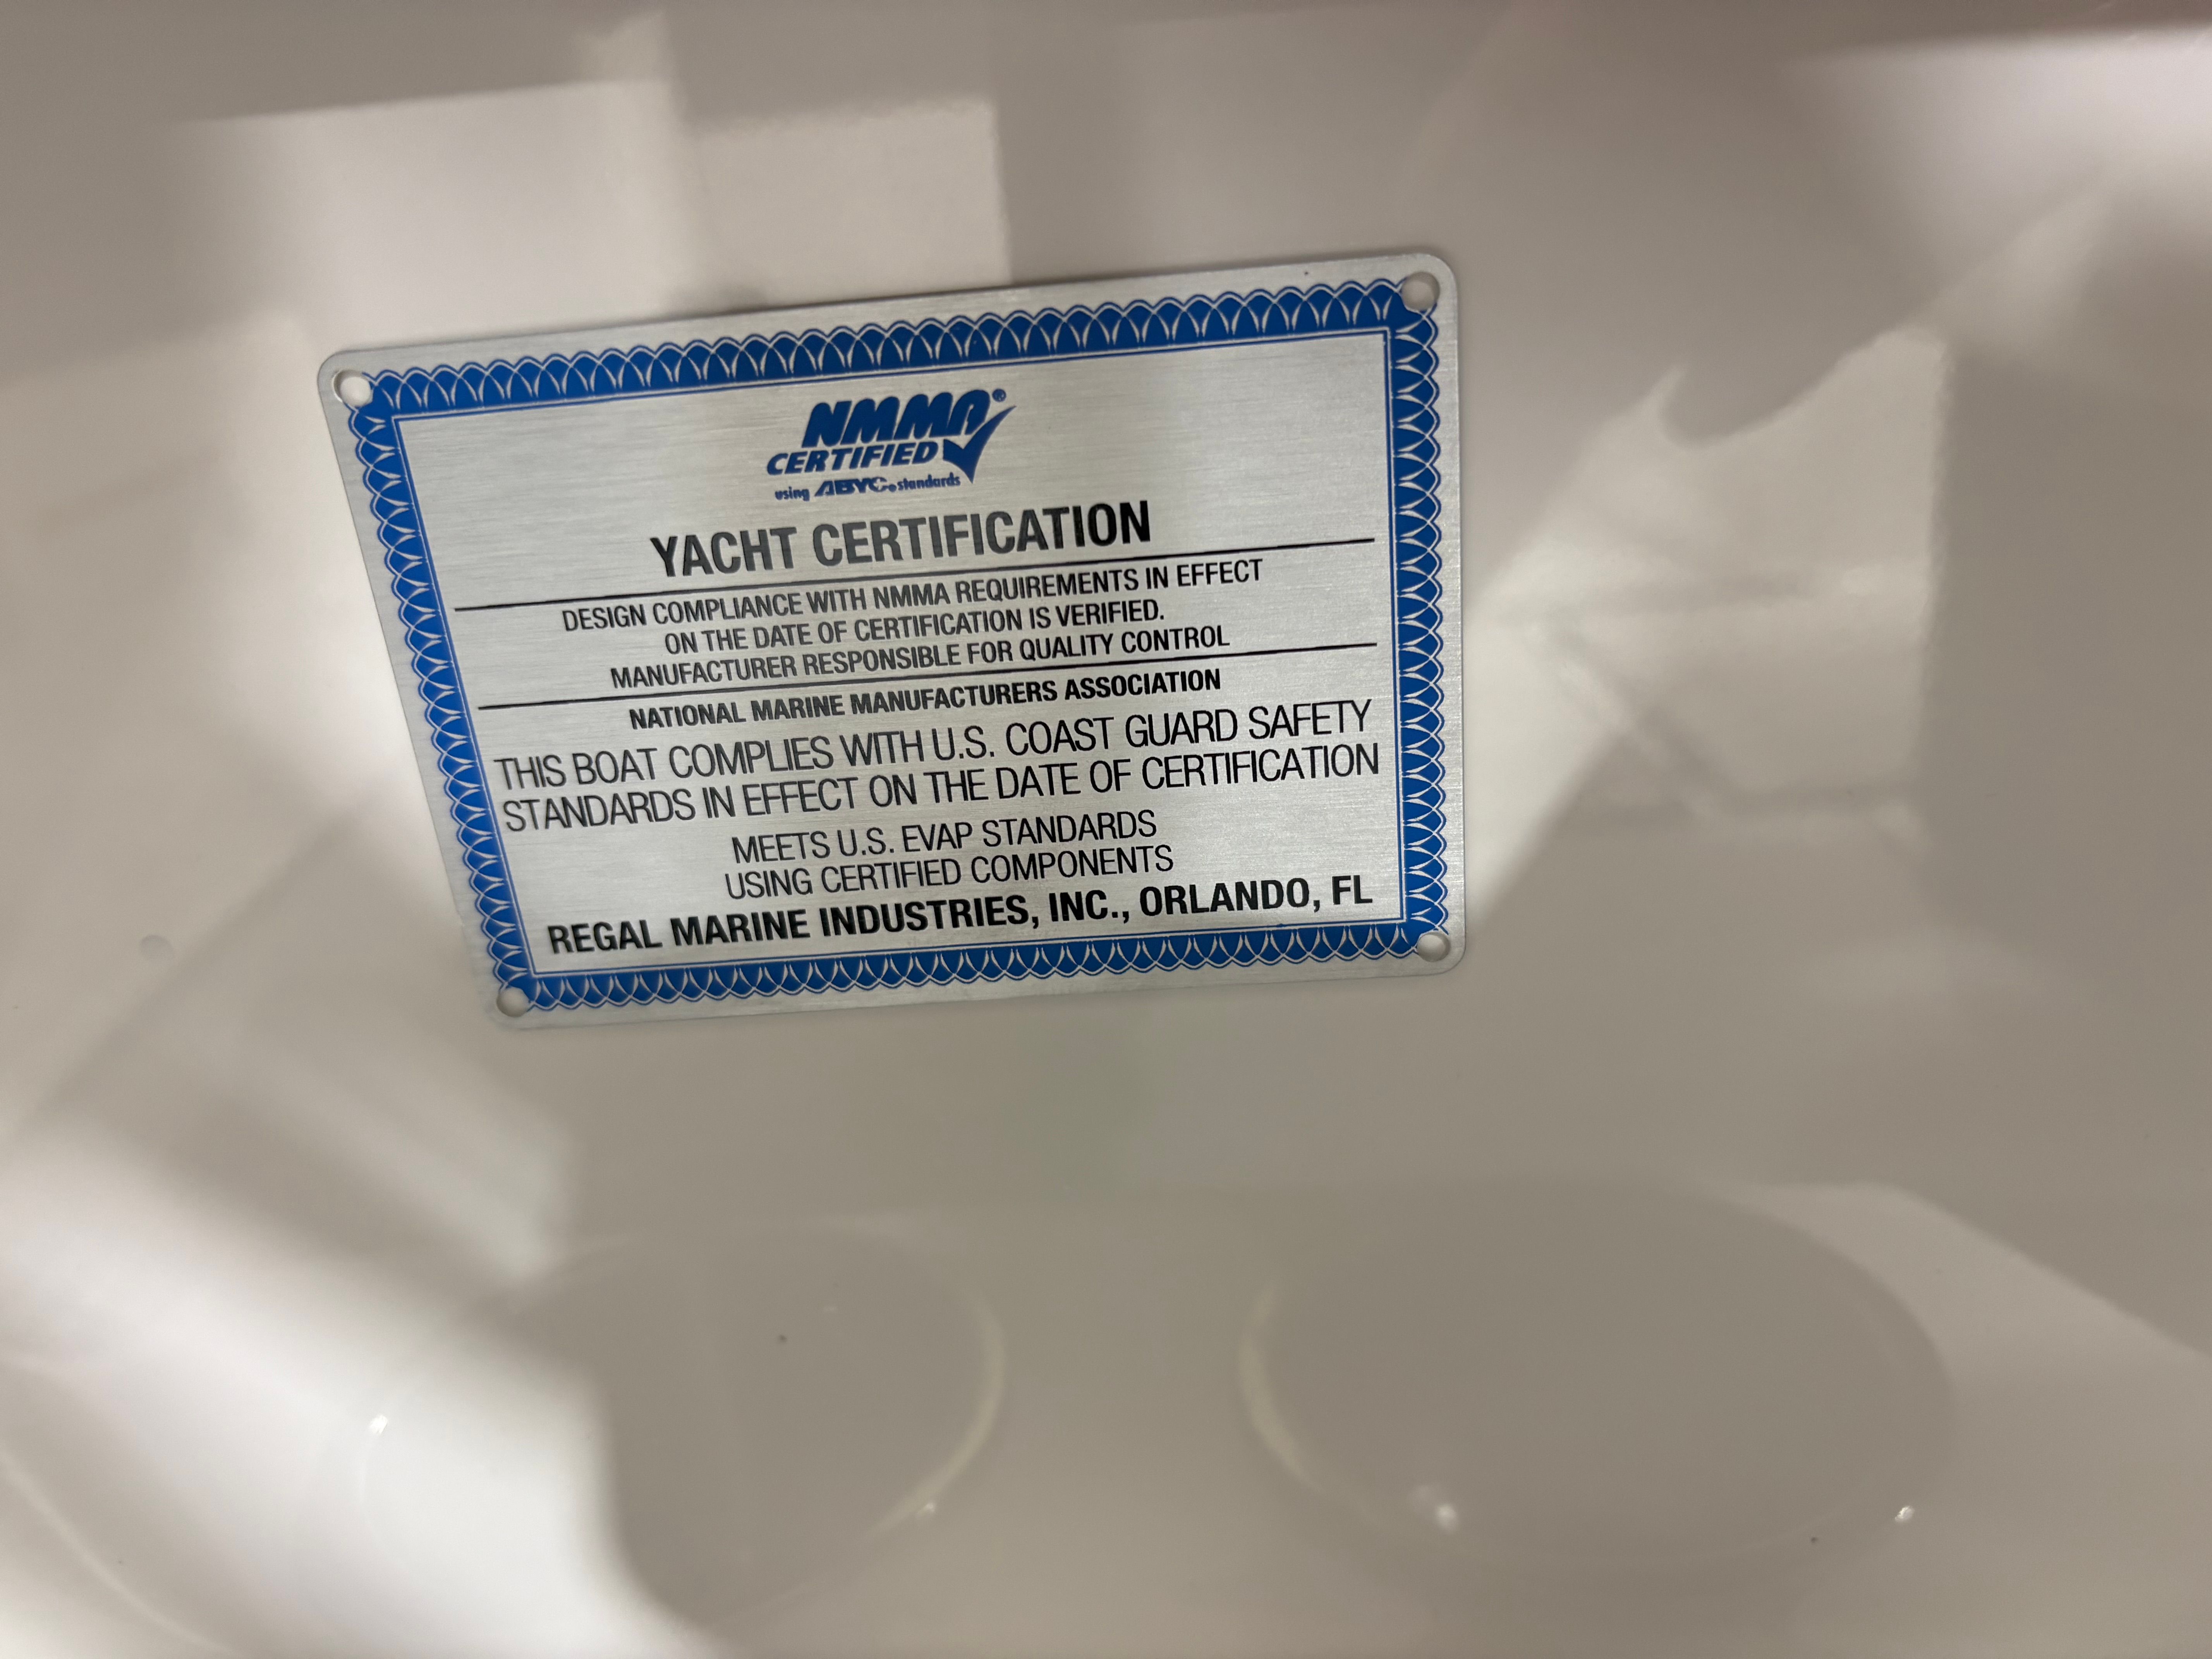 NMMA®
CERTIFIED
using ABYC standards
YACHT CERTIFICATION
DESIGN COMPLIANCE WITH NMMA REQUIREMENTS IN EFFECT
ON THE DATE OF CERTIFICATION IS VERIFIED.
MANUFACTURER RESPONSIBLE FOR QUALITY CONTROL
NATIONAL MARINE MANUFACTURERS ASSOCIATION
THIS BOAT COMPLIES WITH U.S. COAST GUARD SAFETY
STANDARDS IN EFFECT ON THE DATE OF CERTIFICATION
MEETS U.S. EVAP STANDARDS
USING CERTIFIED COMPONENTS
REGAL MARINE INDUSTRIES, INC., ORLANDO, FL